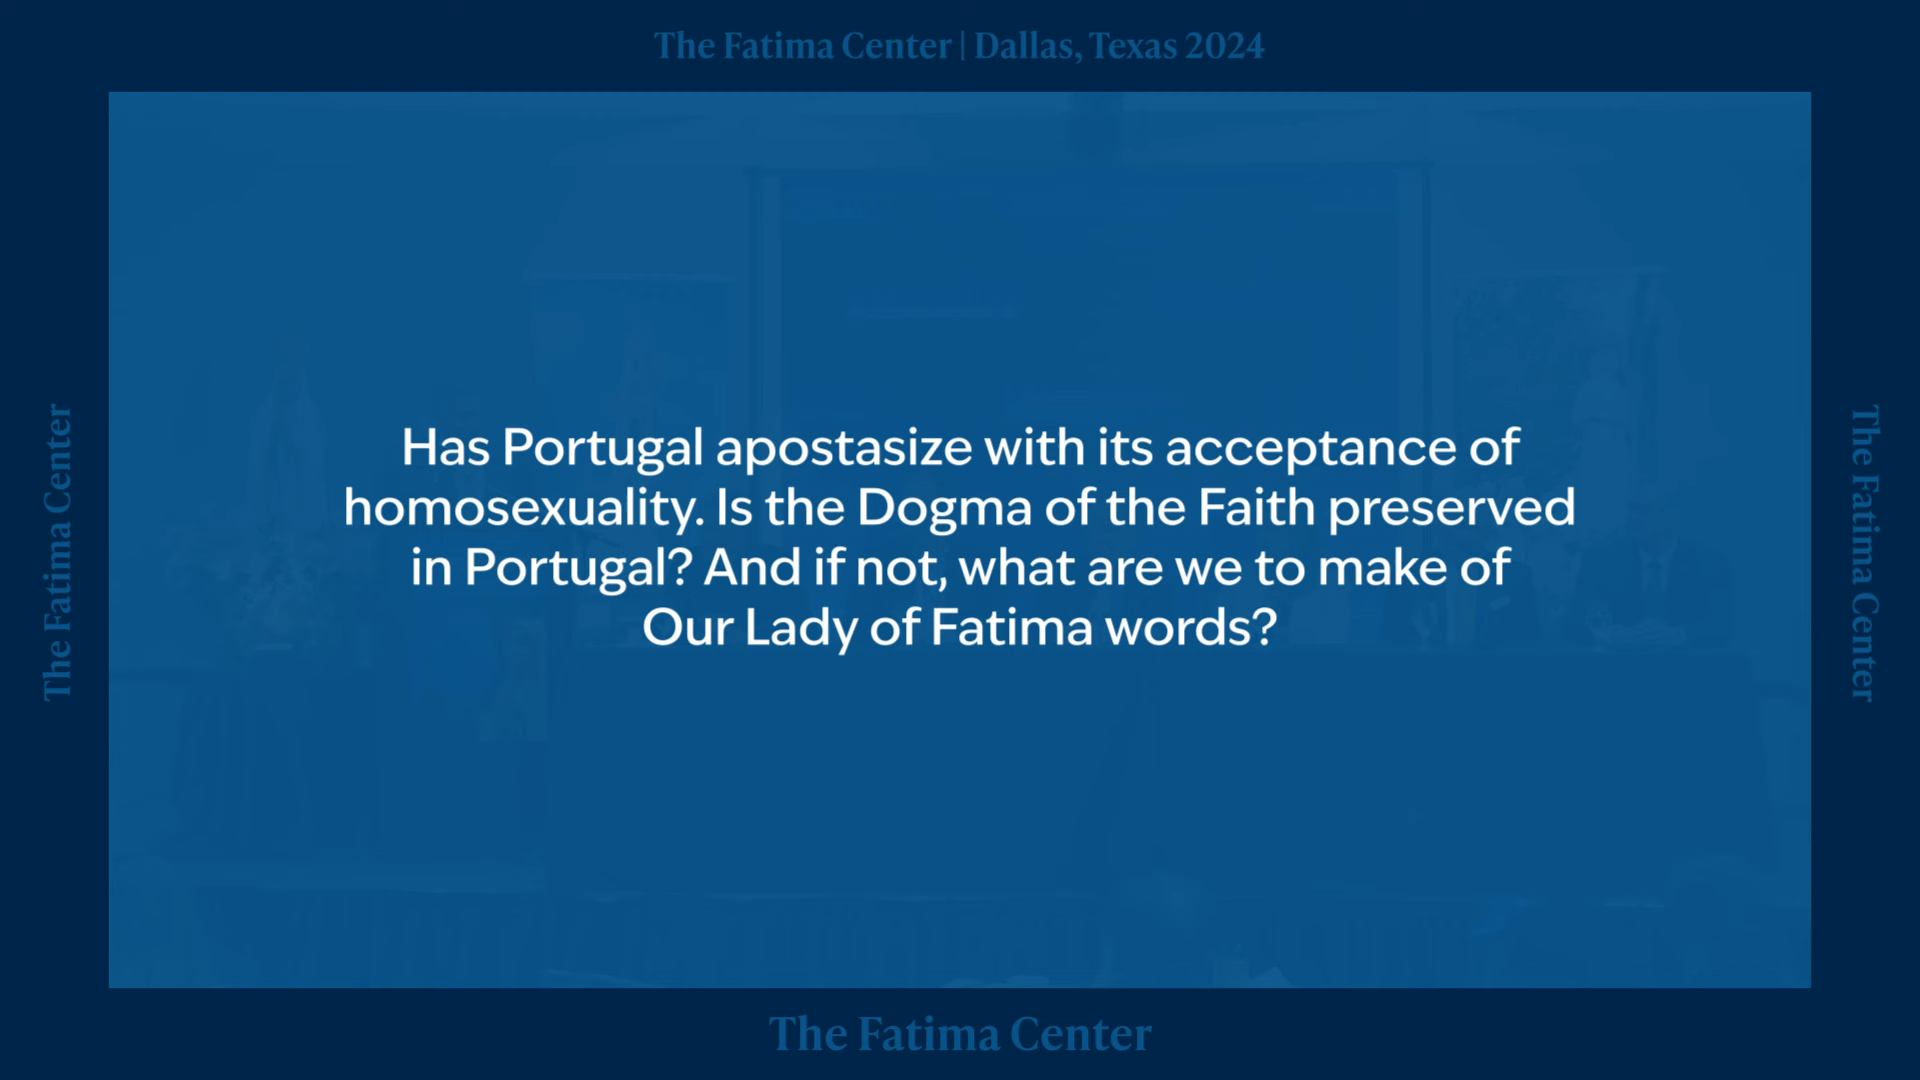 The Fatima Center | Dallas, Texas 2024
The Fatima Center
Has Portugal apostasize with its acceptance of
homosexuality. Is the Dogma of the Faith preserved
in Portugal? And if not, what are we to make of
Our Lady of Fatima words?
The Fatima Center
The Fatima Center